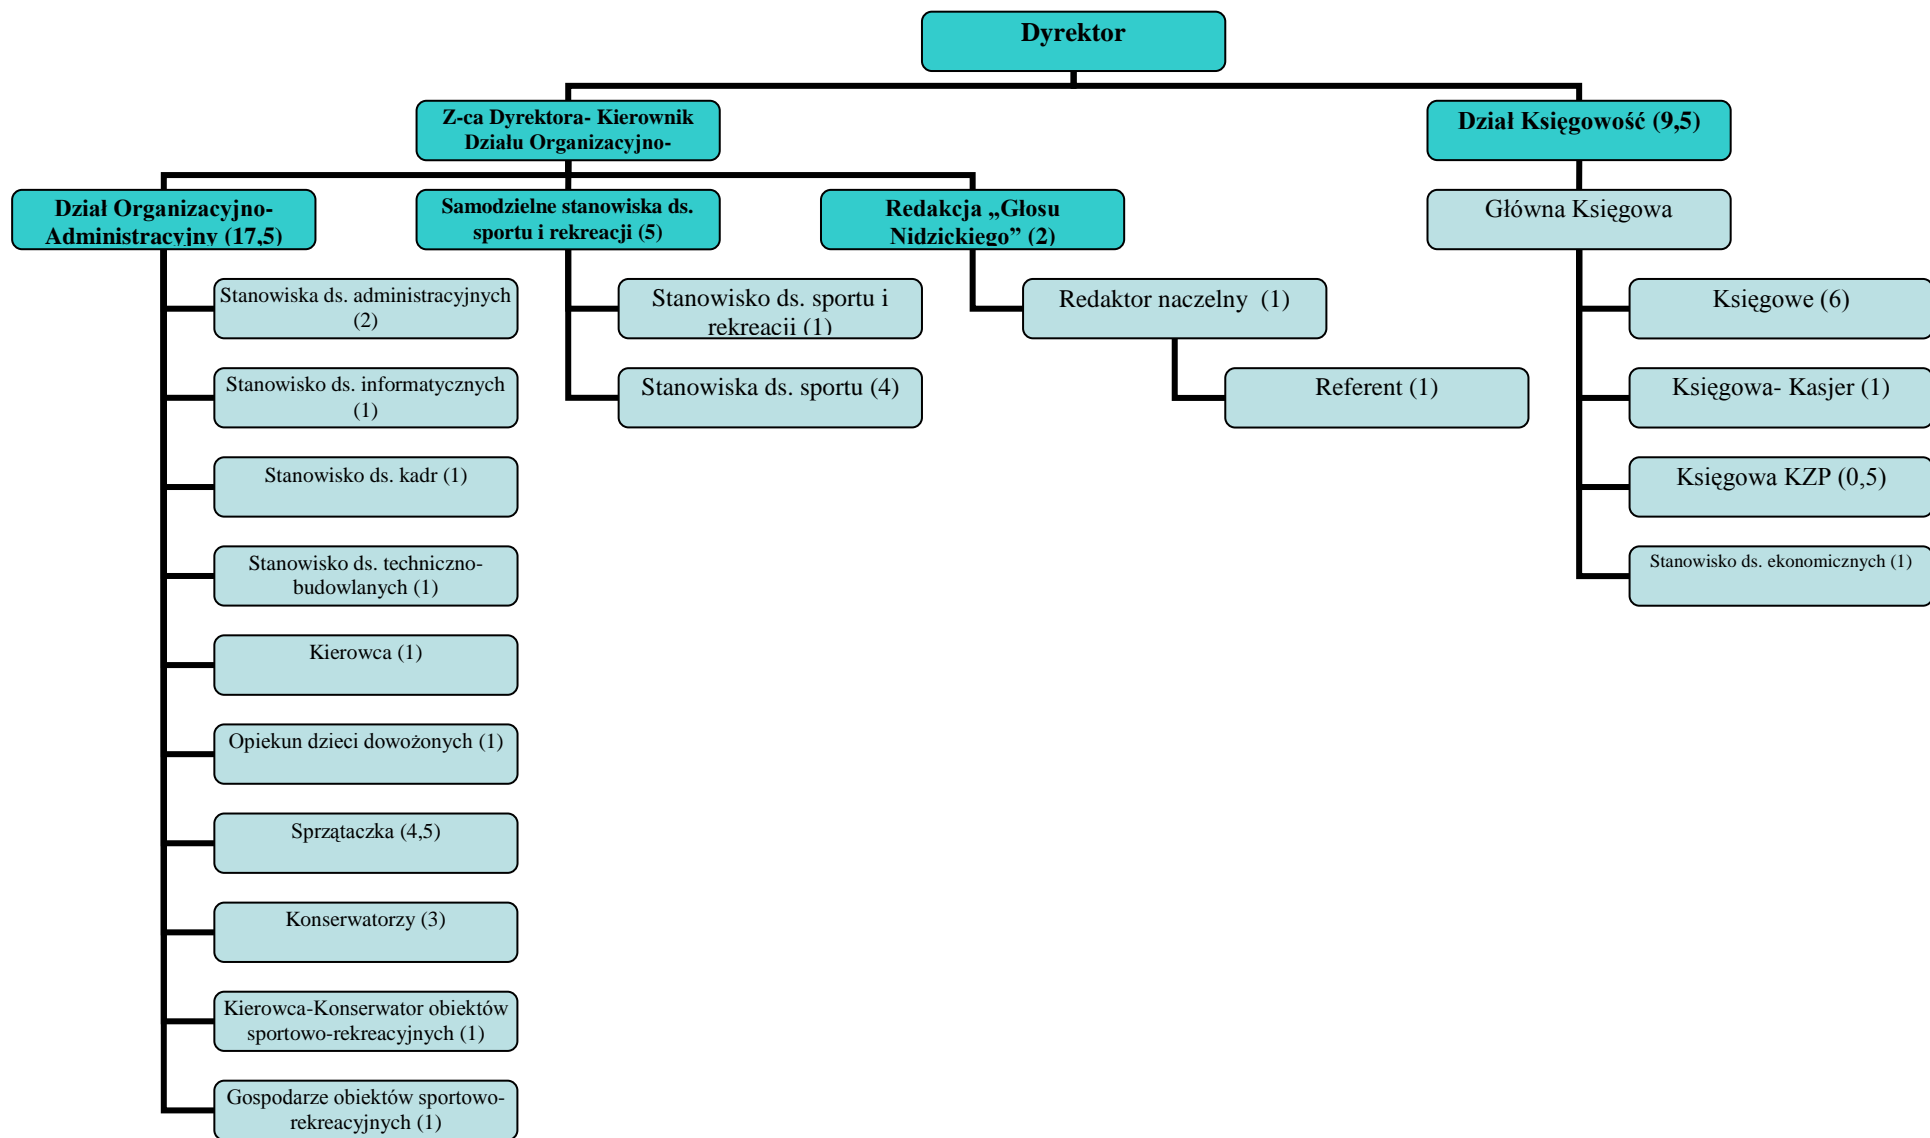 Dyrektor
Z-ca Dyrektora- Kierownik
Działu Organizacyjno-
Dział Księgowość (9,5)
Dział Organizacyjno-
Administracyjny (17,5)
Samodzielne stanowiska ds.
sportu i rekreacji (5)
Redakcja „Głosu
Nidzickiego” (2)
Główna Księgowa
Stanowiska ds. administracyjnych
(2)
Stanowisko ds. informatycznych
(1)
Stanowisko ds. kadr (1)
Stanowisko ds. techniczno-
budowlanych (1)
Kierowca (1)
Opiekun dzieci dowożonych (1)
Sprzątaczka (4,5)
Konserwatorzy (3)
Kierowca-Konserwator obiektów
sportowo-rekreacyjnych (1)
Gospodarze obiektów sportowo-
rekreacyjnych (1)
Stanowisko ds. sportu i
rekreacji (1)
Stanowiska ds. sportu (4)
Redaktor naczelny (1)
Referent (1)
Księgowe (6)
Księgowa- Kasjer (1)
Księgowa KZP (0,5)
Stanowisko ds. ekonomicznych (1)